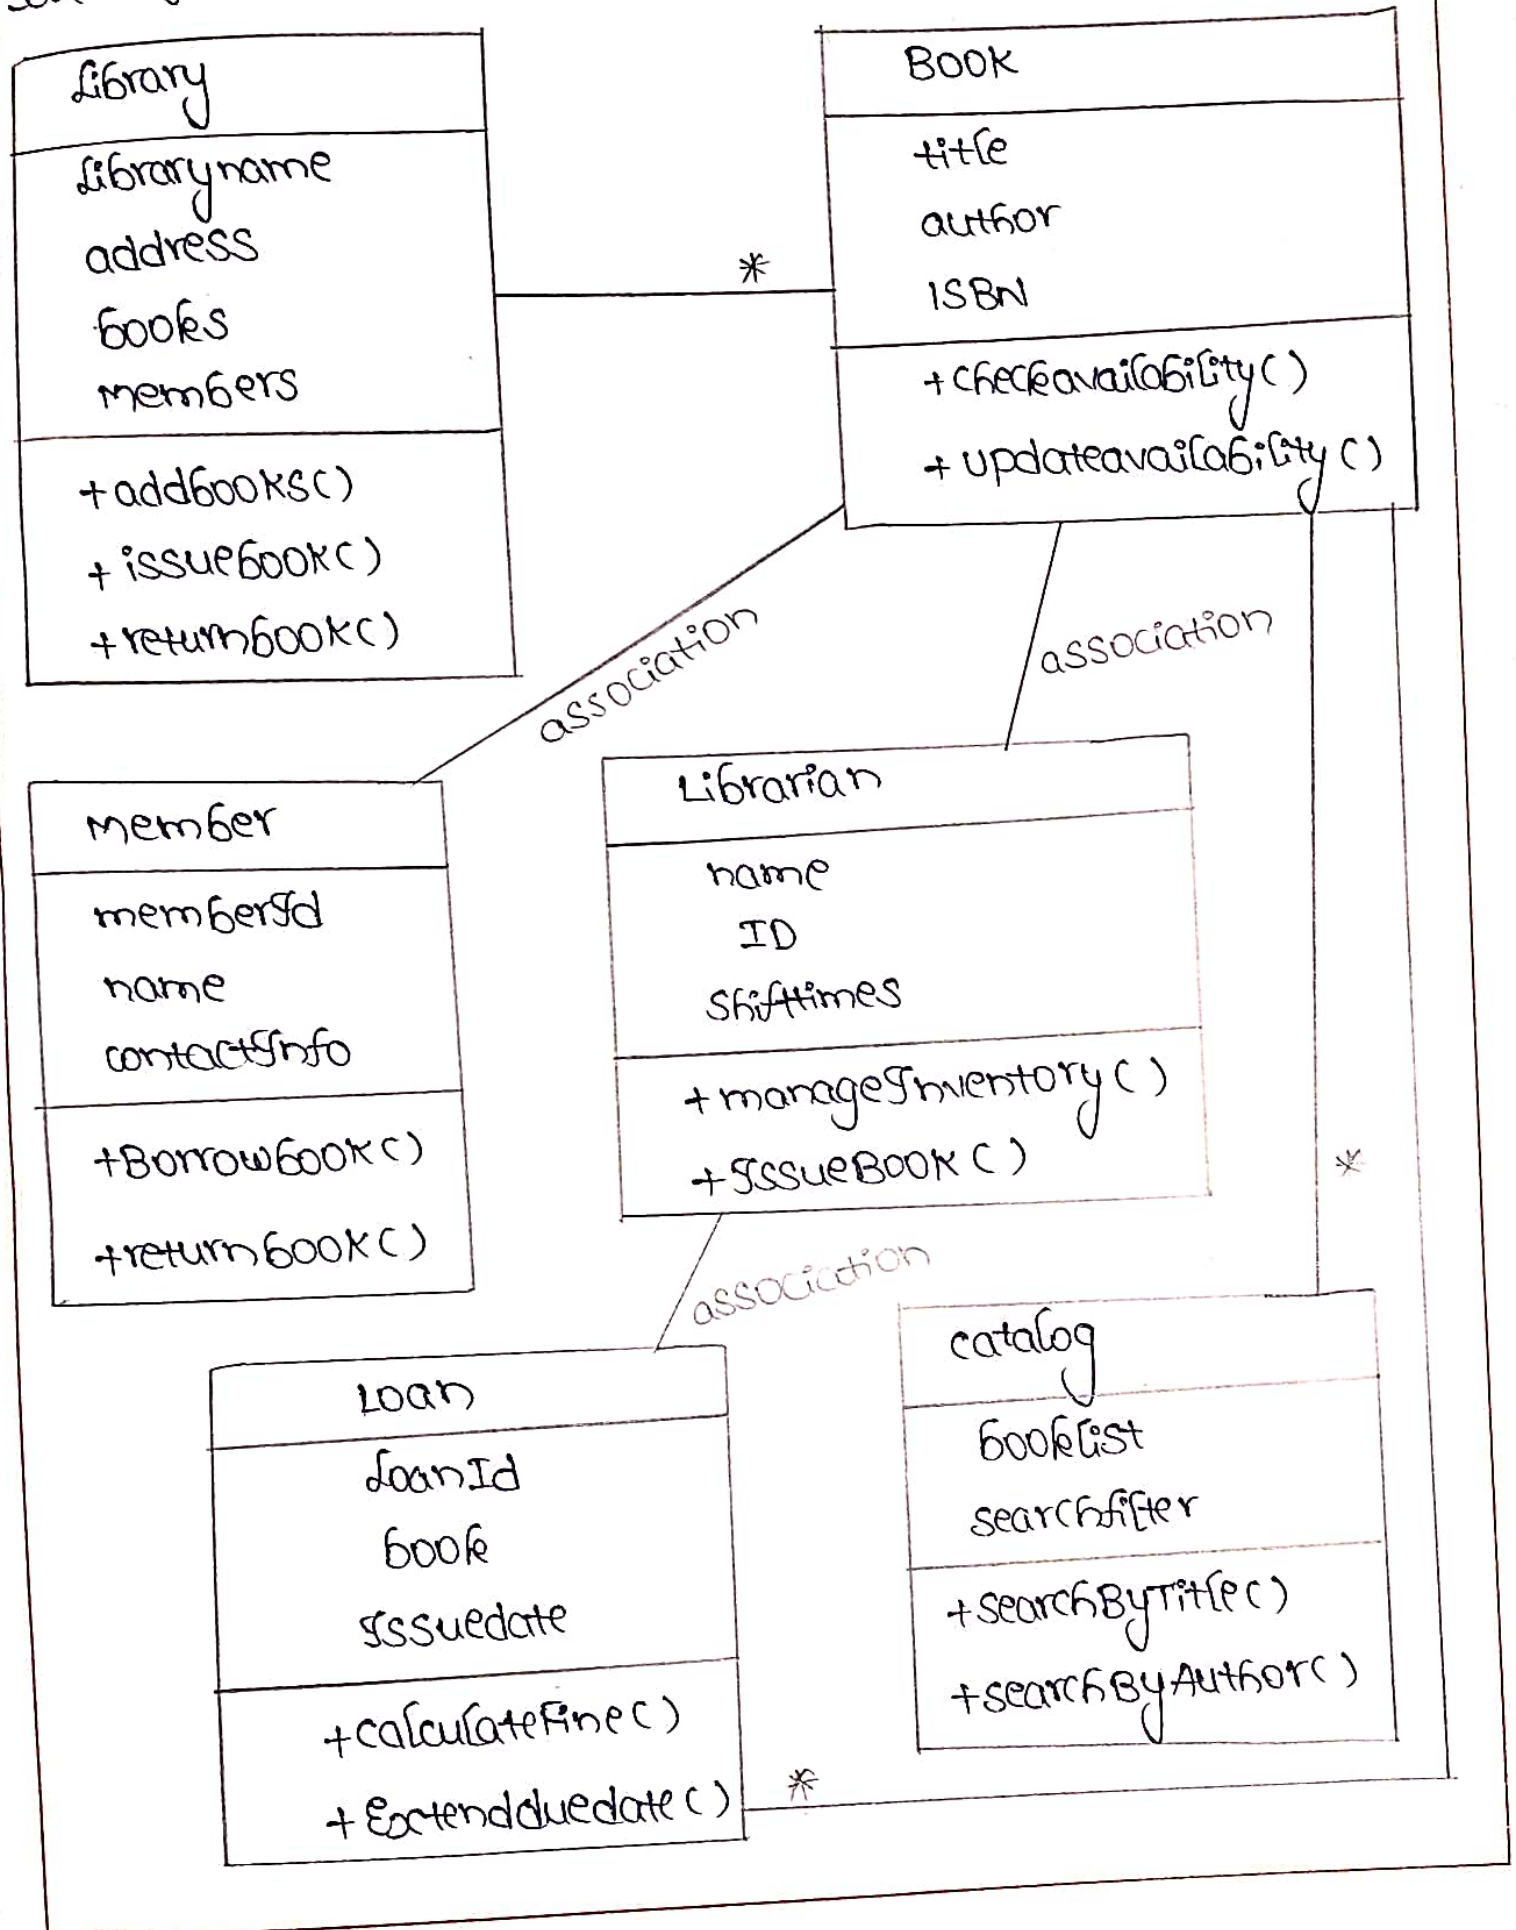 Library
Libraryname
address
books
members
+addbooks()
+issuebook()
+returnbook()
BOOK
title
author
ISBN
+checkavailability()
+updateavailability()
*
association
association
Member
memberId
name
contactInfo
+Borrowbook()
+returnbook()
Librarian
name
ID
Shifttimes
+manageInventory()
+IssueBook()
*
association
Loan
LoanId
book
Issuedate
+calculateFine()
+Extendduedate()
*
catalog
booklist
searchfilter
+searchByTitle()
+searchByAuthor()